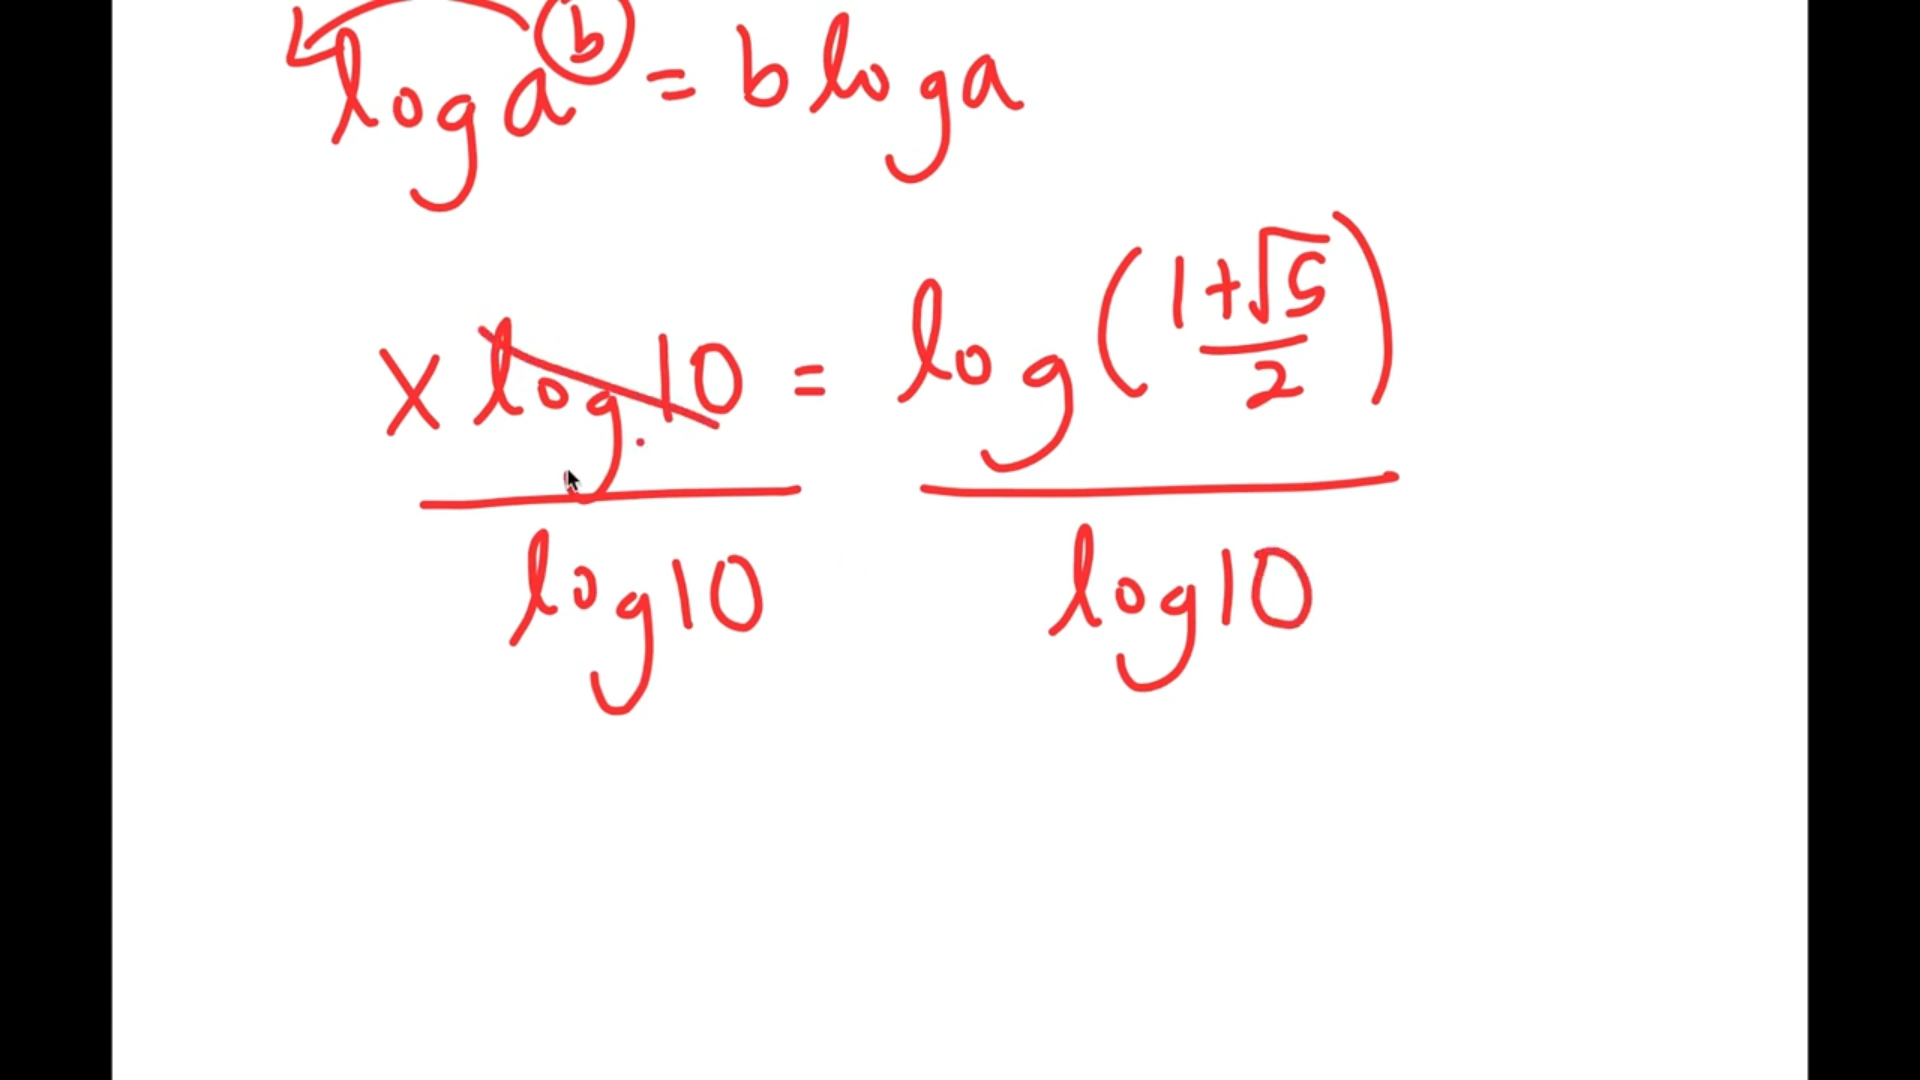 log a^b = b log a
x log 10 / log 10 = log((1+√5)/2) / log 10